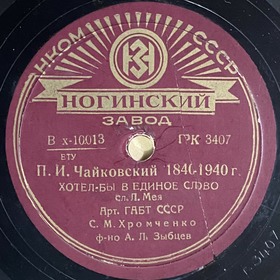 НКОМ СССР
НОГИНСКИЙ
ЗАВОД
В х-10013 ГРК 3407
ЕТУ
П. И. Чайковский 1840-1940 г.
ХОТЕЛ-БЫ В ЕДИНОЕ СЛОВО
сл. Л. Мея
Арт. ГАБТ СССР
С. М. Хромченко
ф-но А. Л. Зыбцев